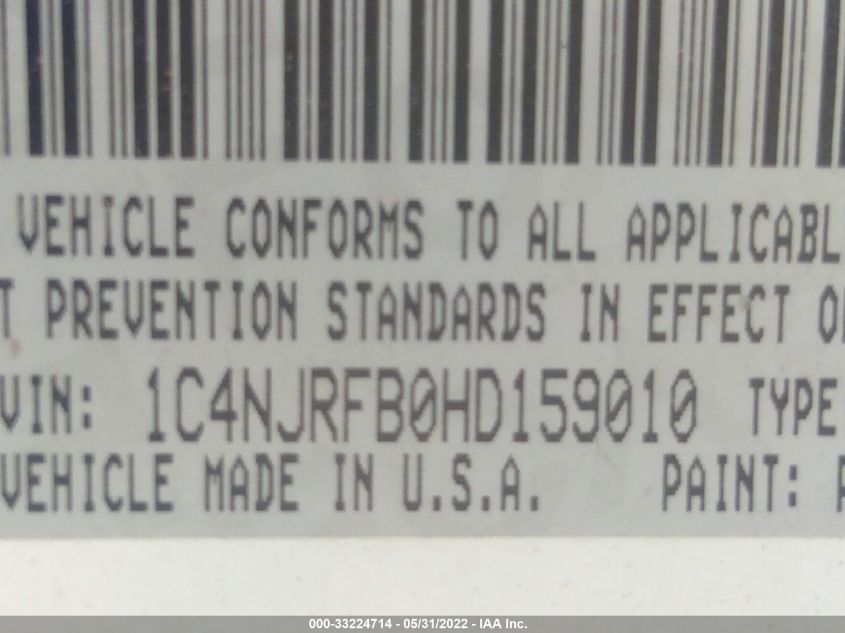 VEHICLE CONFORMS TO ALL APPLICABL
T PREVENTION STANDARDS IN EFFECT O
VIN: 1C4NJRFB0HD159010 TYPE
VEHICLE MADE IN U.S.A. PAINT:
000-33224714 - 05/31/2022 - IAA Inc.